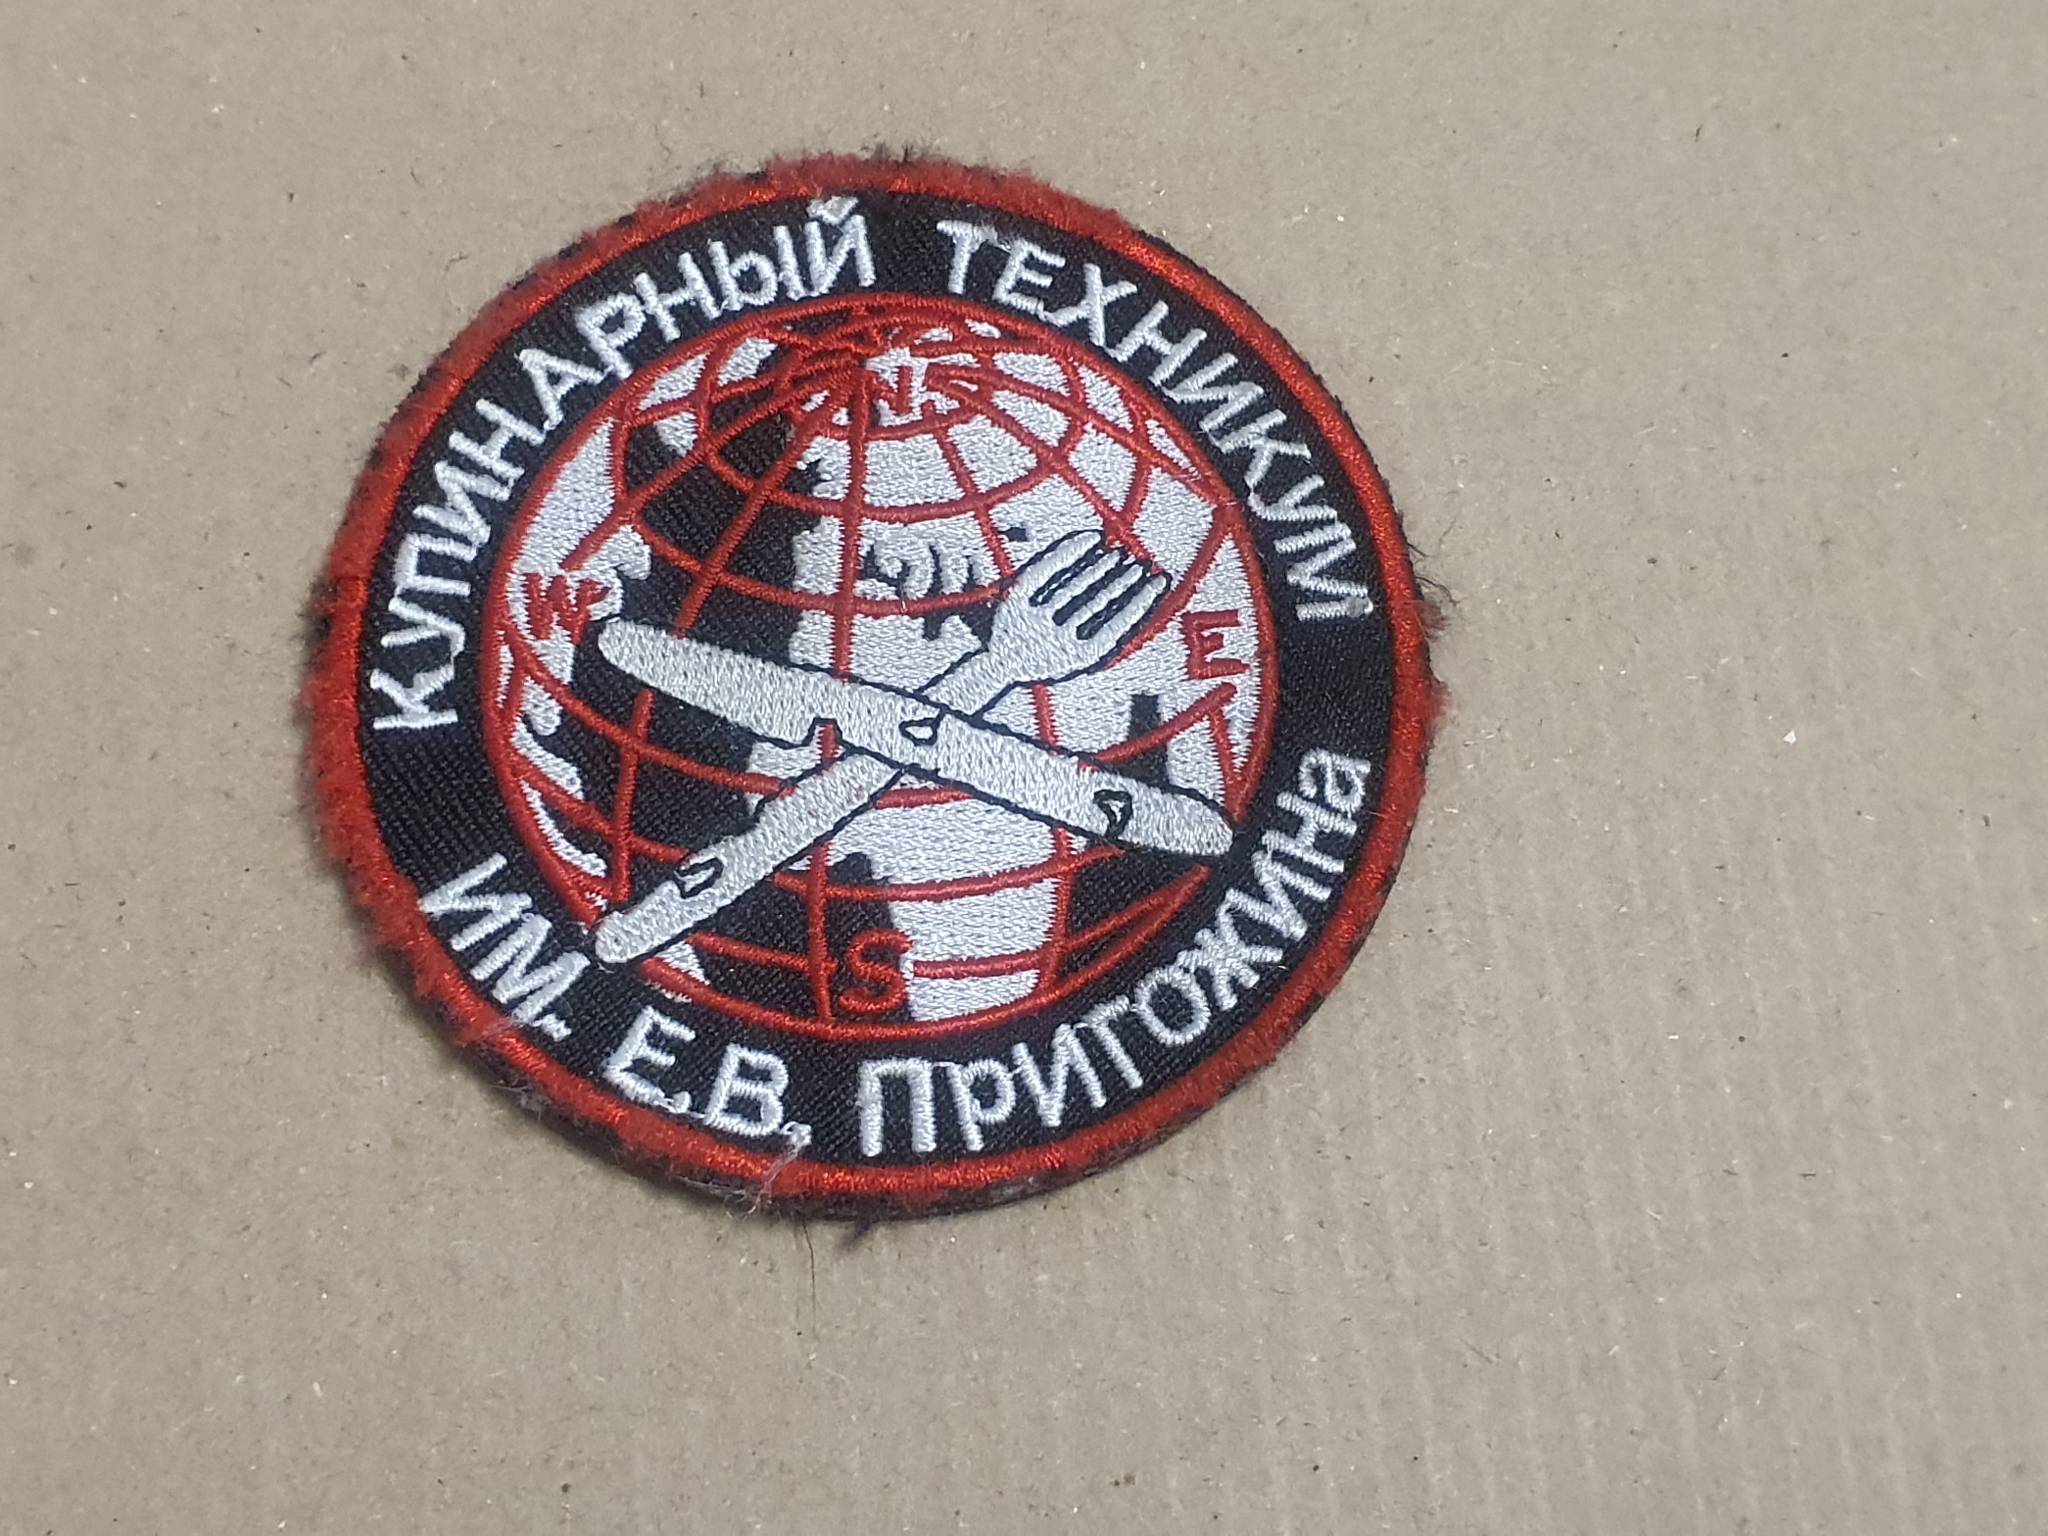 КУЛИНАРНЫЙ ТЕХНИКУМ
N
W
E
S
ИМ. Е.В. ПРИГОЖИНа